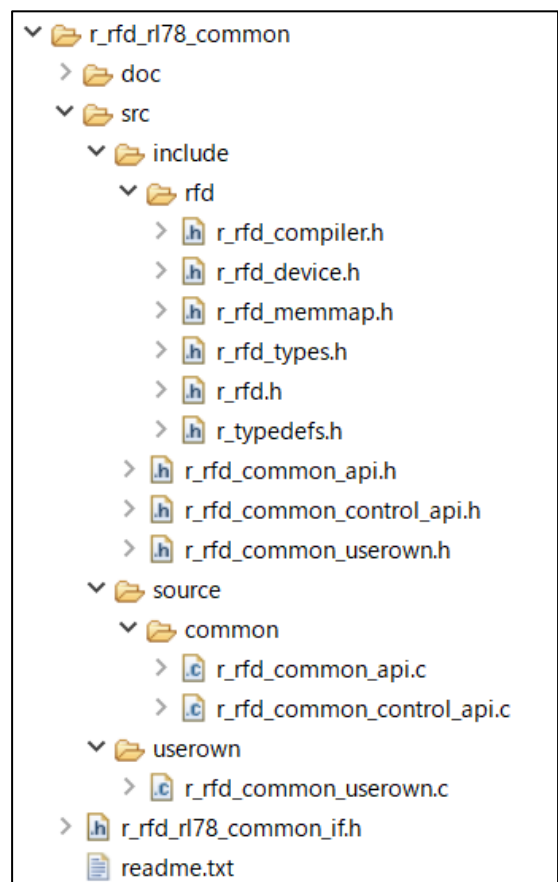 r_rfd_rl78_common
doc
src
include
rfd
.h r_rfd_compiler.h
.h r_rfd_device.h
.h r_rfd_memmap.h
.h r_rfd_types.h
.h r_rfd.h
.h r_typedefs.h
.h r_rfd_common_api.h
.h r_rfd_common_control_api.h
.h r_rfd_common_userown.h
source
common
.c r_rfd_common_api.c
.c r_rfd_common_control_api.c
userown
.c r_rfd_common_userown.c
.h r_rfd_rl78_common_if.h
readme.txt